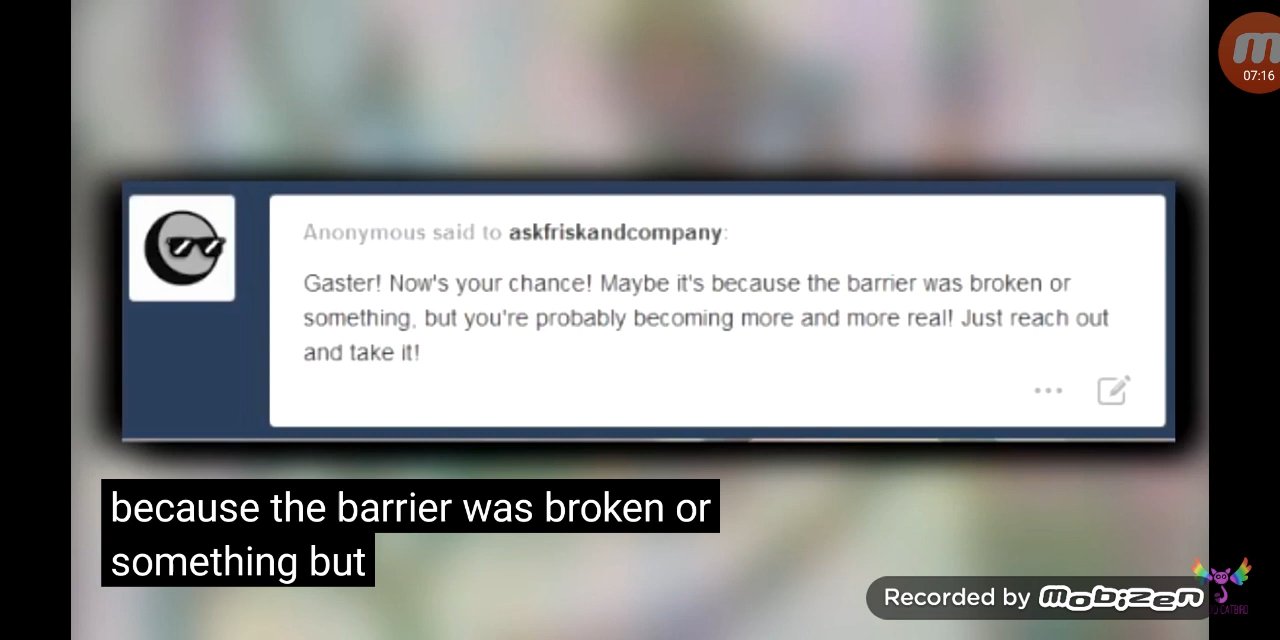 07:16
Anonymous said to askfriskandcompany:
Gaster! Now's your chance! Maybe it's because the barrier was broken or
something, but you're probably becoming more and more real! Just reach out
and take it!
because the barrier was broken or
something but
Recorded by mobizen
CATBIRD